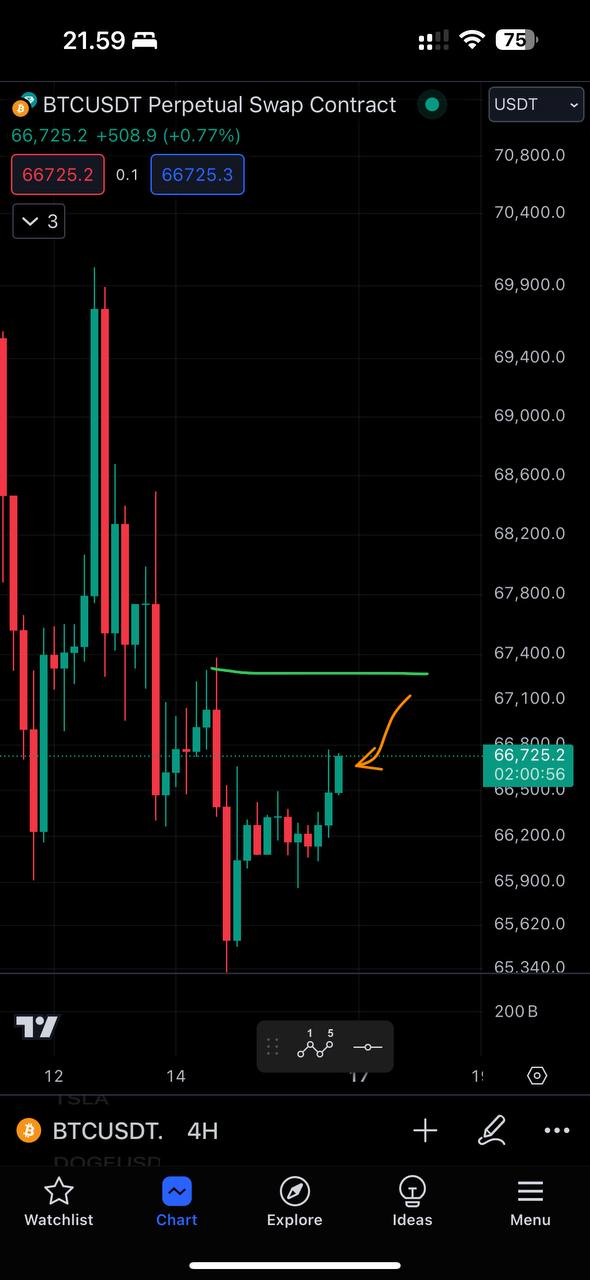 21.59
75
BTCUSDT Perpetual Swap Contract
USDT
66,725.2 +508.9 (+0.77%)
66725.2 0.1 66725.3
3
70,800.0
70,400.0
69,900.0
69,400.0
69,000.0
68,600.0
68,200.0
67,800.0
67,400.0
67,100.0
66,800.0
66,725.2
02:00:56
66,500.0
66,200.0
65,900.0
65,620.0
65,340.0
200 B
1 5
12 14 17
TSLA
BTCUSDT. 4H
DOGEUSD
Watchlist Chart Explore Ideas Menu